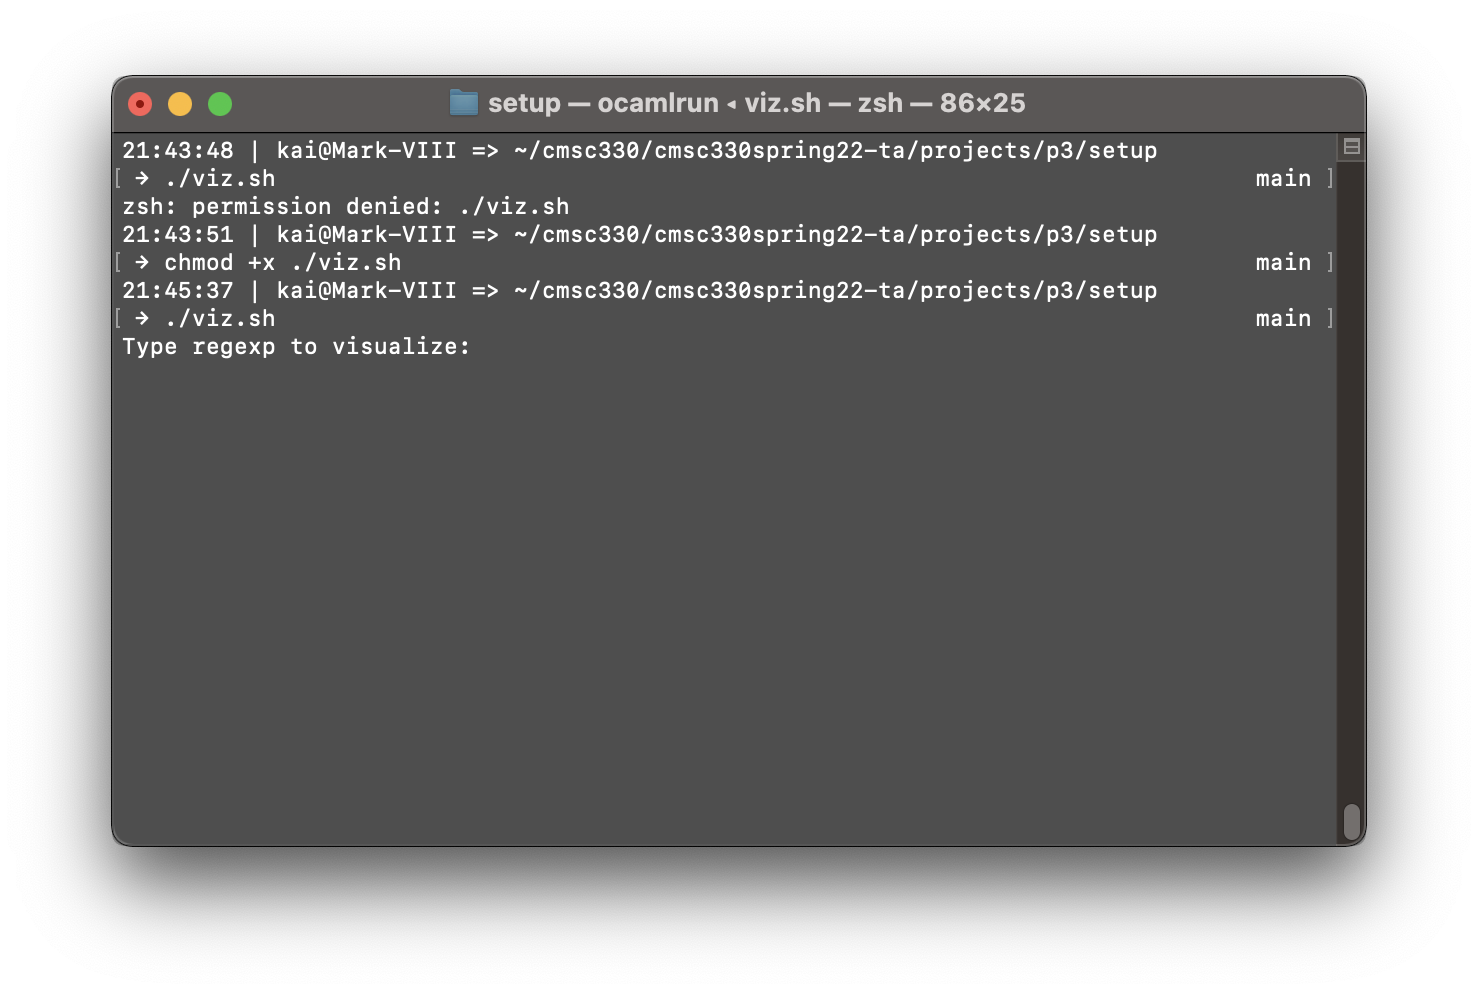 setup — ocamlrun ◂ viz.sh — zsh — 86×25
21:43:48 | kai@Mark-VIII => ~/cmsc330/cmsc330spring22-ta/projects/p3/setup
[ → ./viz.sh main ]
zsh: permission denied: ./viz.sh
21:43:51 | kai@Mark-VIII => ~/cmsc330/cmsc330spring22-ta/projects/p3/setup
[ → chmod +x ./viz.sh main ]
21:45:37 | kai@Mark-VIII => ~/cmsc330/cmsc330spring22-ta/projects/p3/setup
[ → ./viz.sh main ]
Type regexp to visualize: